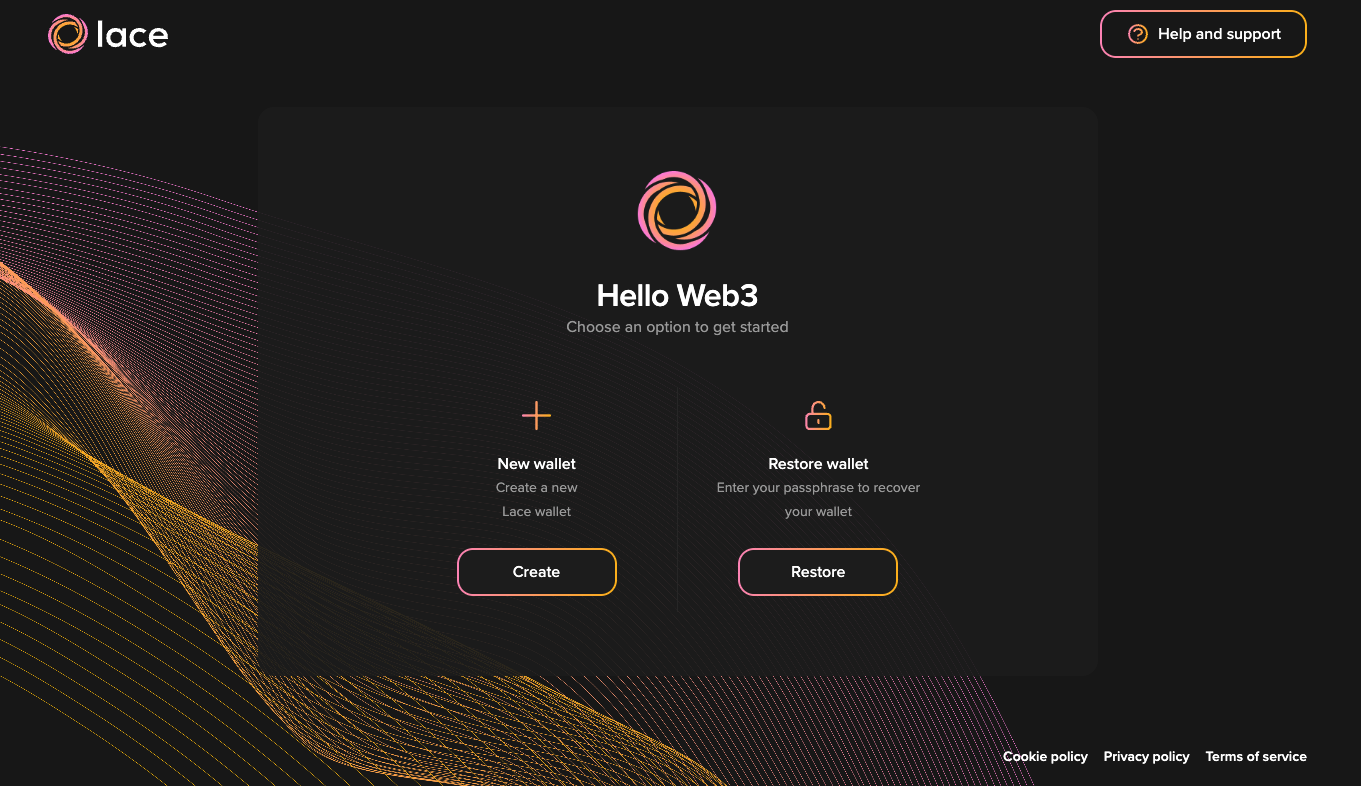 lace
Help and support
Hello Web3
Choose an option to get started
New wallet
Create a new
Lace wallet
Create
Restore wallet
Enter your passphrase to recover
your wallet
Restore
Cookie policy Privacy policy Terms of service